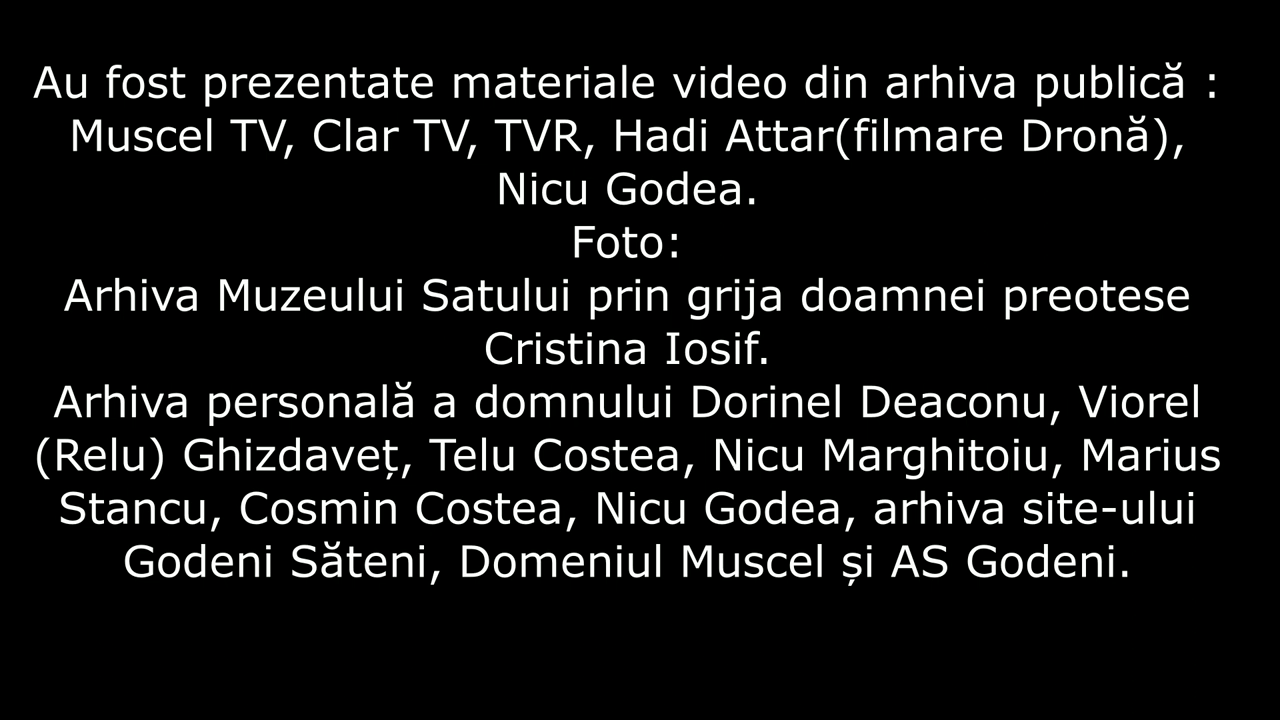 Au fost prezentate materiale video din arhiva publică :
Muscel TV, Clar TV, TVR, Hadi Attar(filmare Dronă),
Nicu Godea.
Foto:
Arhiva Muzeului Satului prin grija doamnei preotese
Cristina Iosif.
Arhiva personală a domnului Dorinel Deaconu, Viorel
(Relu) Ghizdaveț, Telu Costea, Nicu Marghitoiu, Marius
Stancu, Cosmin Costea, Nicu Godea, arhiva site-ului
Godeni Săteni, Domeniul Muscel și AS Godeni.